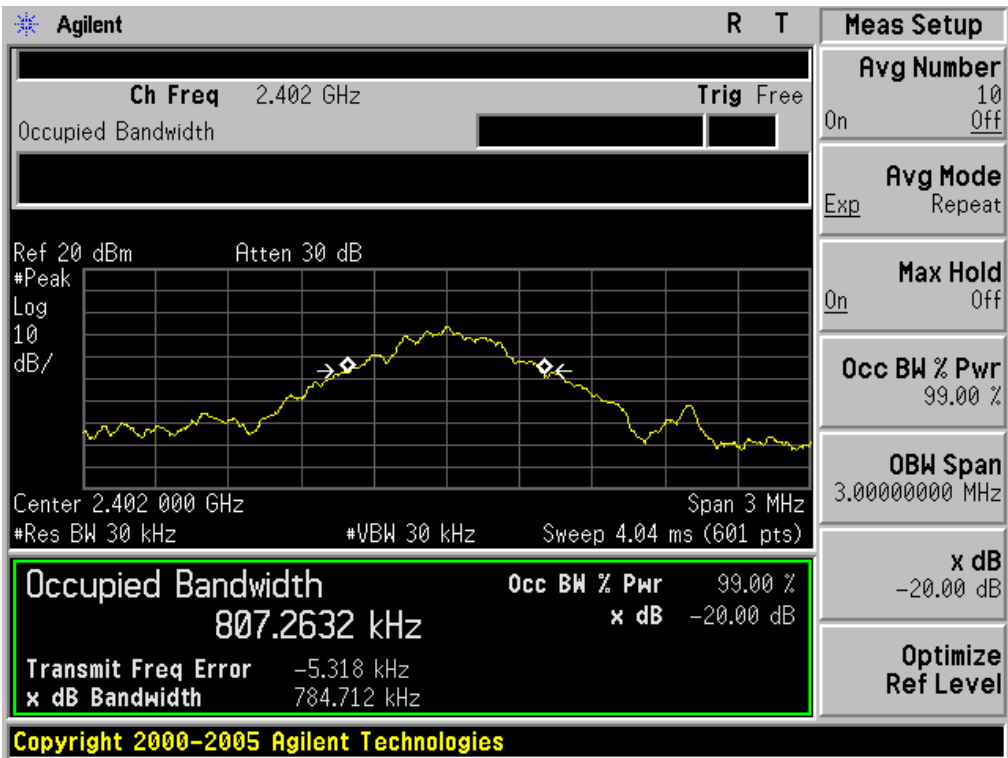 Agilent R T
Ch Freq 2.402 GHz Trig Free
Occupied Bandwidth
Ref 20 dBm Atten 30 dB
#Peak
Log
10
dB/
Center 2.402 000 GHz Span 3 MHz
#Res BW 30 kHz #VBW 30 kHz Sweep 4.04 ms (601 pts)
Occupied Bandwidth Occ BW % Pwr 99.00 %
807.2632 kHz x dB -20.00 dB
Transmit Freq Error -5.318 kHz
x dB Bandwidth 784.712 kHz
Copyright 2000-2005 Agilent Technologies
Meas Setup
Avg Number
10
On Off
Avg Mode
Exp Repeat
Max Hold
On Off
Occ BW % Pwr
99.00 %
OBW Span
3.00000000 MHz
x dB
-20.00 dB
Optimize
Ref Level